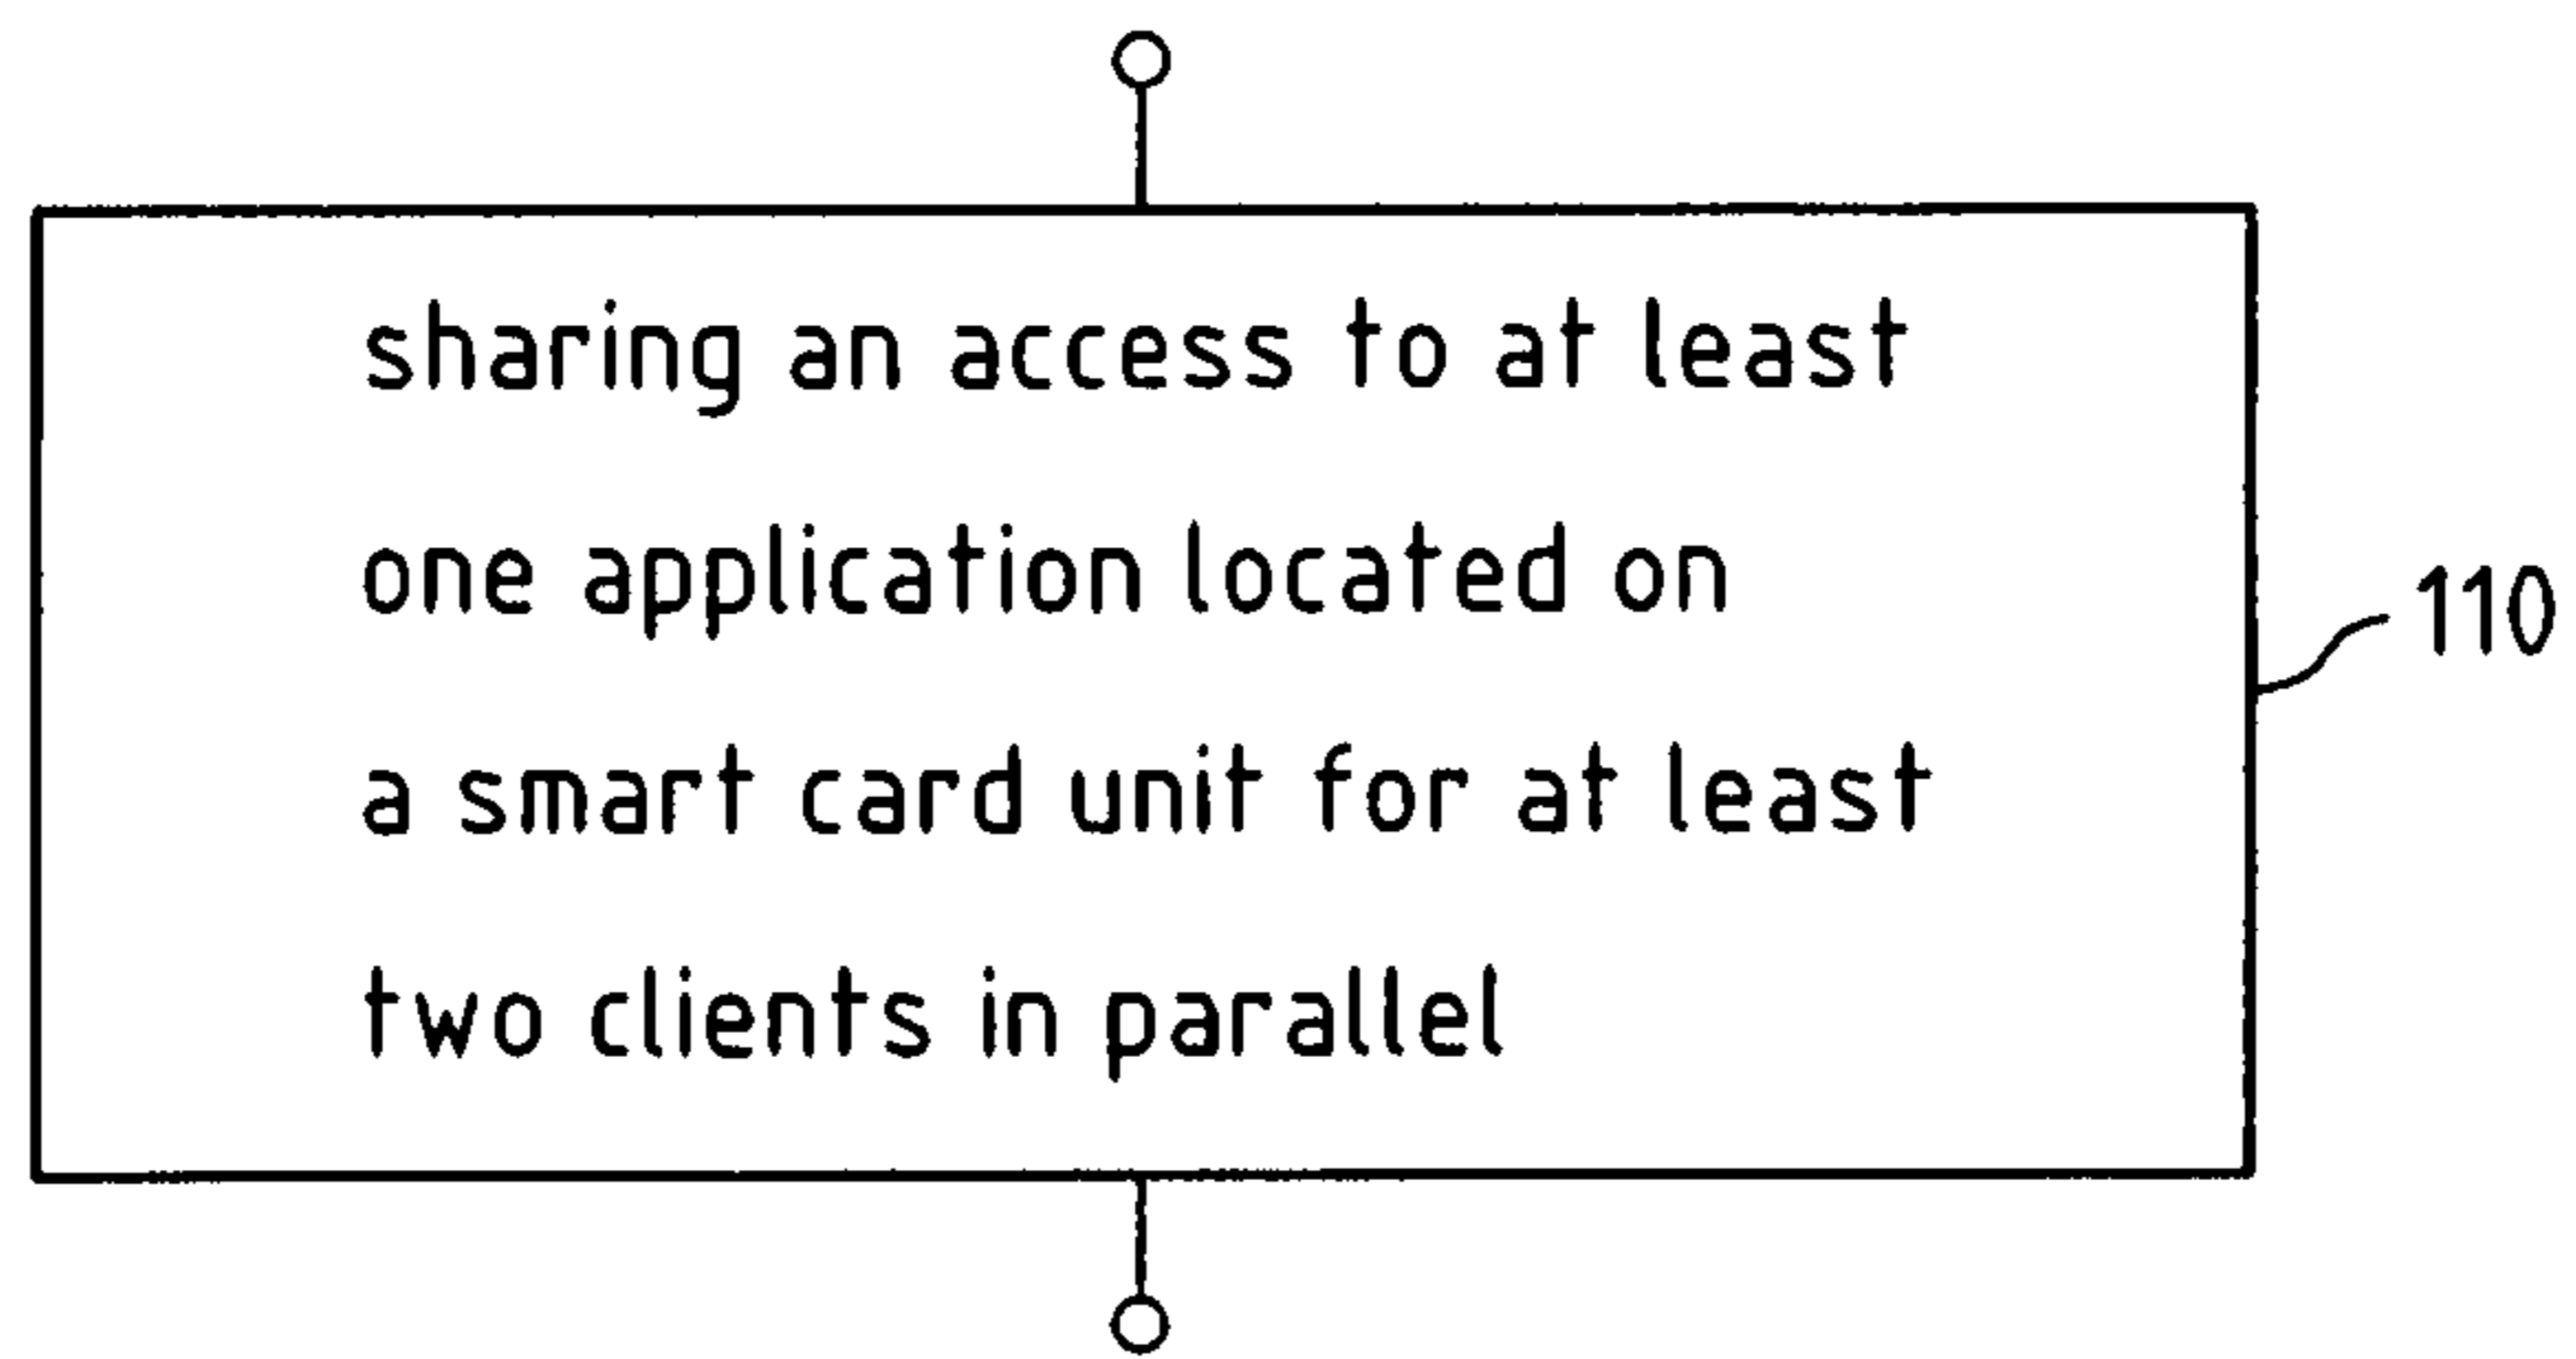 sharing an access to at least
one application located on
a smart card unit for at least
two clients in parallel
110